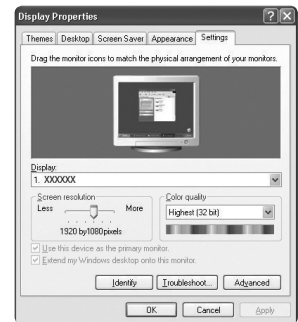 Display Properties
Themes Desktop Screen Saver Appearance Settings
Drag the monitor icons to match the physical arrangement of your monitors.
Display:
1. XXXXXX
Screen resolution
Less More
1920 by1080pixels
Color quality
Highest (32 bit)
Use this device as the primary monitor.
Extend my Windows desktop onto this monitor.
Identify Troubleshoot... Advanced
OK Cancel Apply